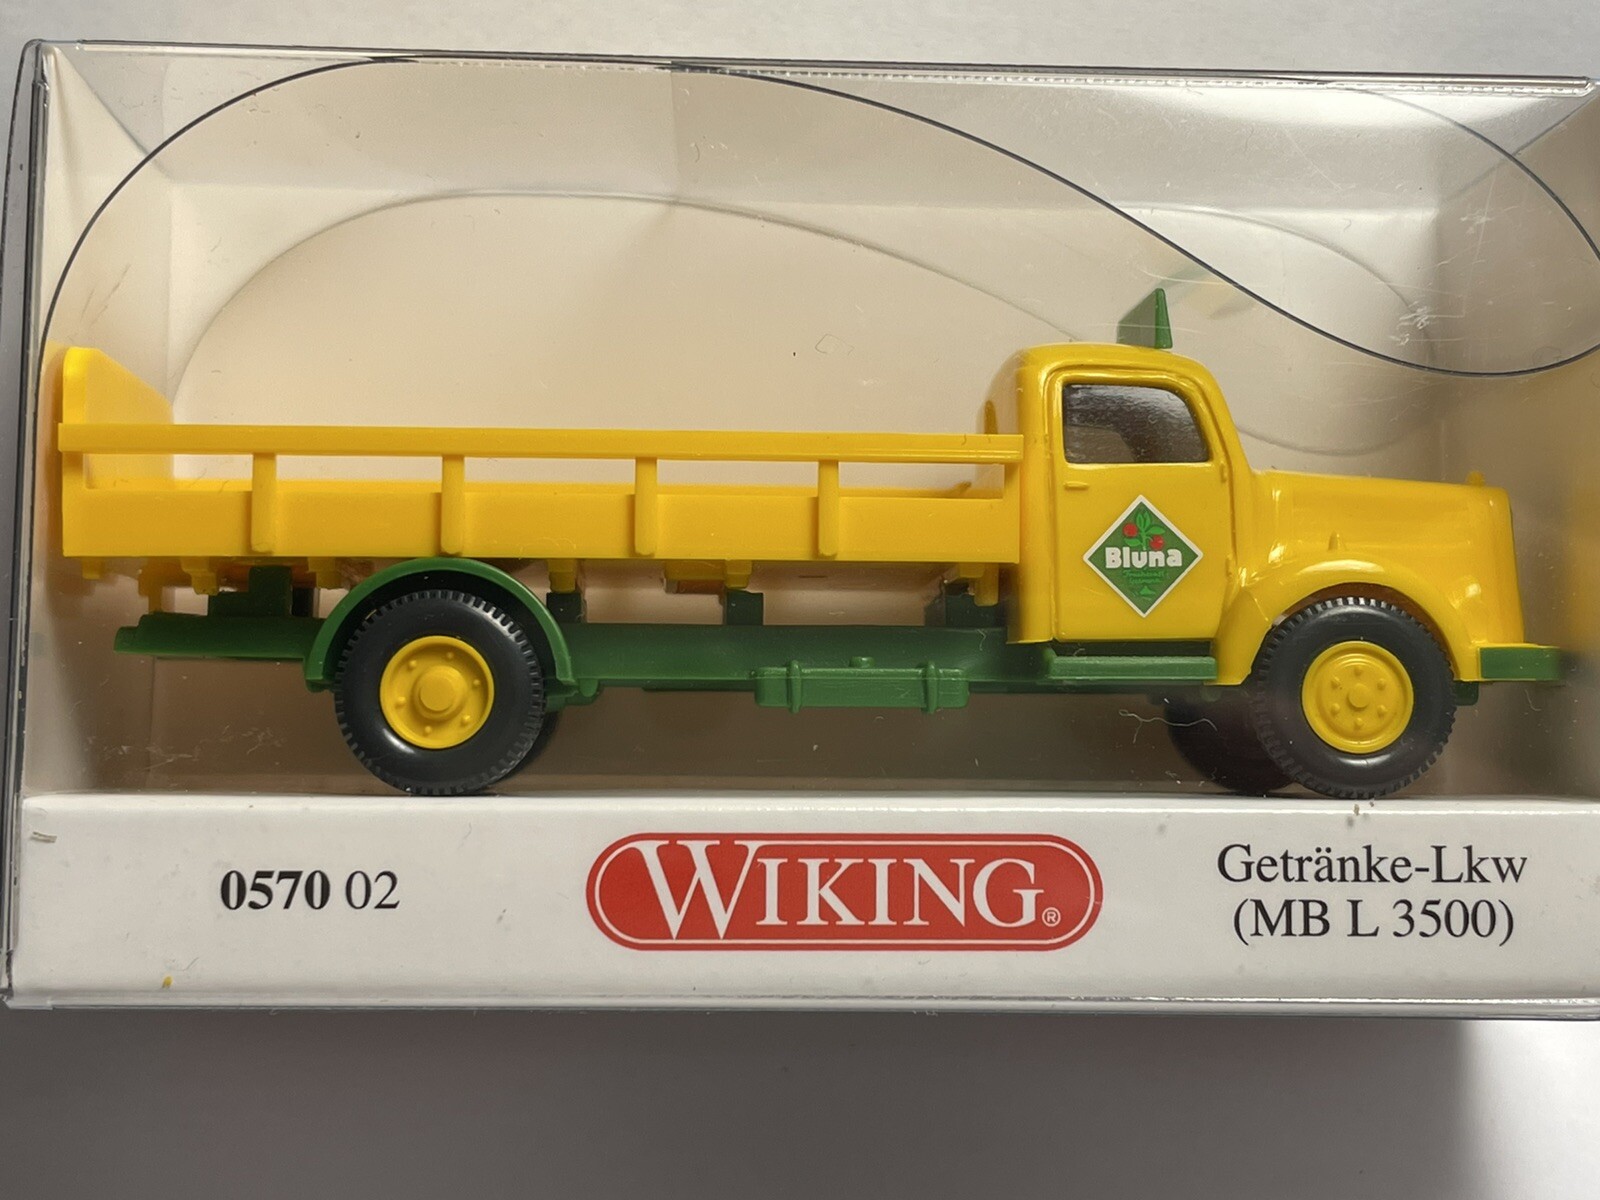 Bluna
0570 02
WIKING®
Getränke-Lkw
(MB L 3500)